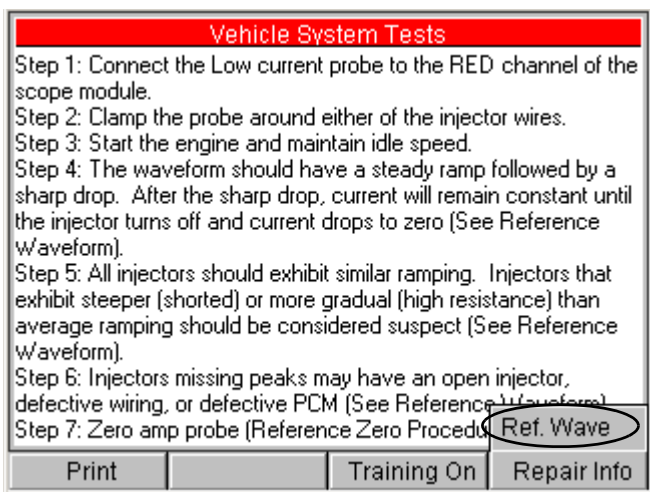 Vehicle System Tests
Step 1: Connect the Low current probe to the RED channel of the
scope module.
Step 2: Clamp the probe around either of the injector wires.
Step 3: Start the engine and maintain idle speed.
Step 4: The waveform should have a steady ramp followed by a
sharp drop. After the sharp drop, current will remain constant until
the injector turns off and current drops to zero (See Reference
Waveform).
Step 5: All injectors should exhibit similar ramping. Injectors that
exhibit steeper (shorted) or more gradual (high resistance) than
average ramping should be considered suspect (See Reference
Waveform).
Step 6: Injectors missing peaks may have an open injector,
defective wiring, or defective PCM (See Reference
Step 7: Zero amp probe (Reference Zero Procedu
Ref. Wave
Print
Training On
Repair Info